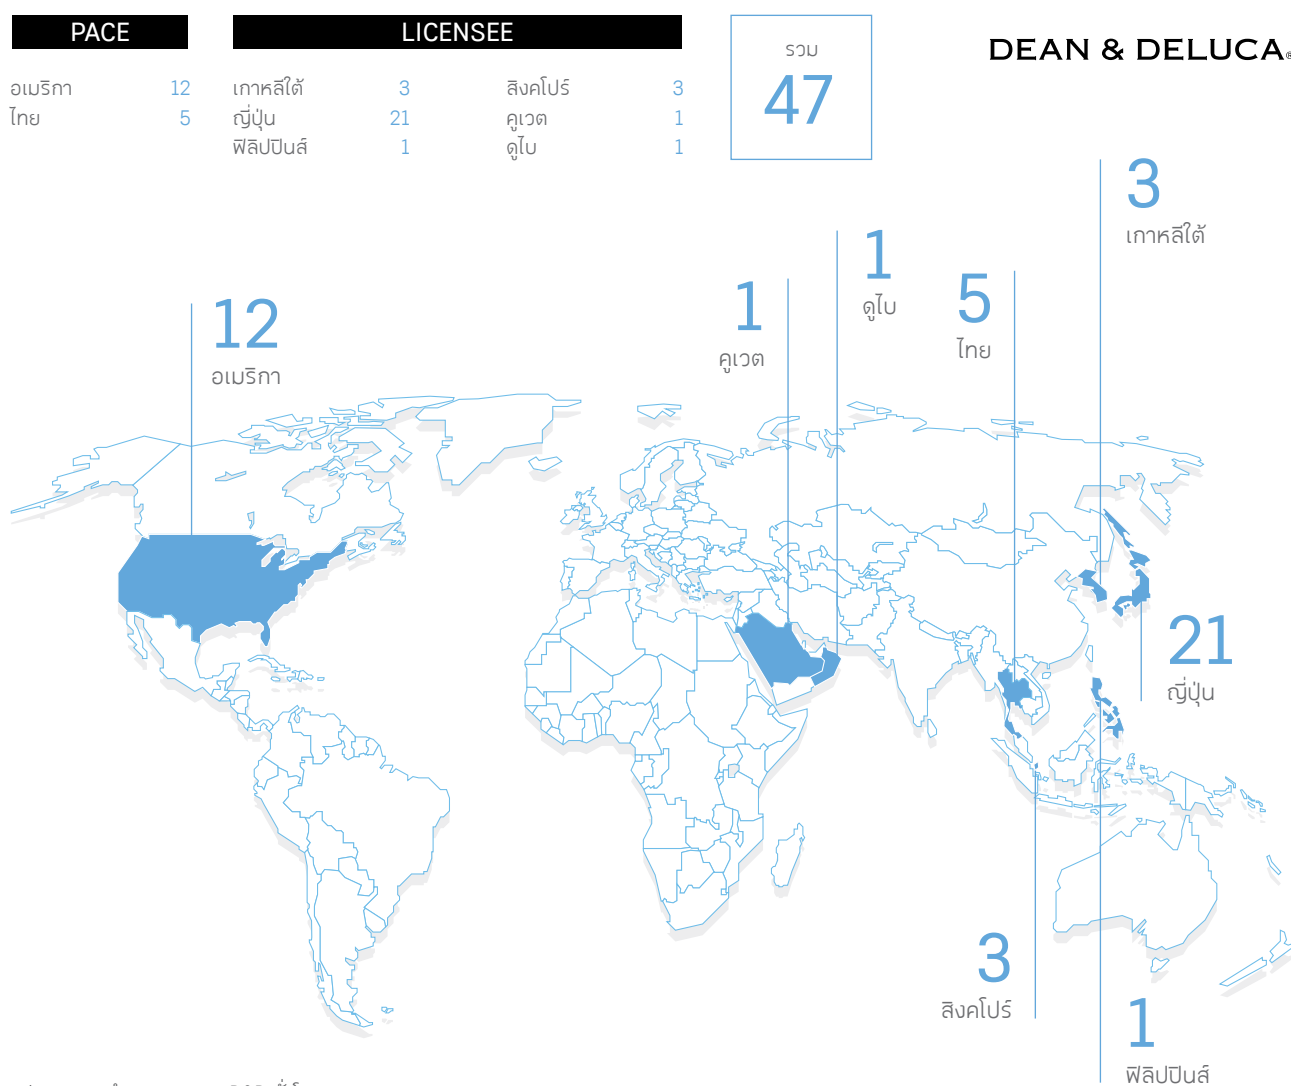 PACE
อเมริกา 12
ไทย 5
LICENSEE
เกาหลีใต้ 3
ญี่ปุ่น 21
ฟิลิปปินส์ 1
สิงคโปร์ 3
คูเวต 1
ดูไบ 1
รวม
47
DEAN & DELUCA®
3
เกาหลีใต้
1
ดูไบ
5
ไทย
1
คูเวต
12
อเมริกา
21
ญี่ปุ่น
3
สิงคโปร์
1
ฟิลิปปินส์